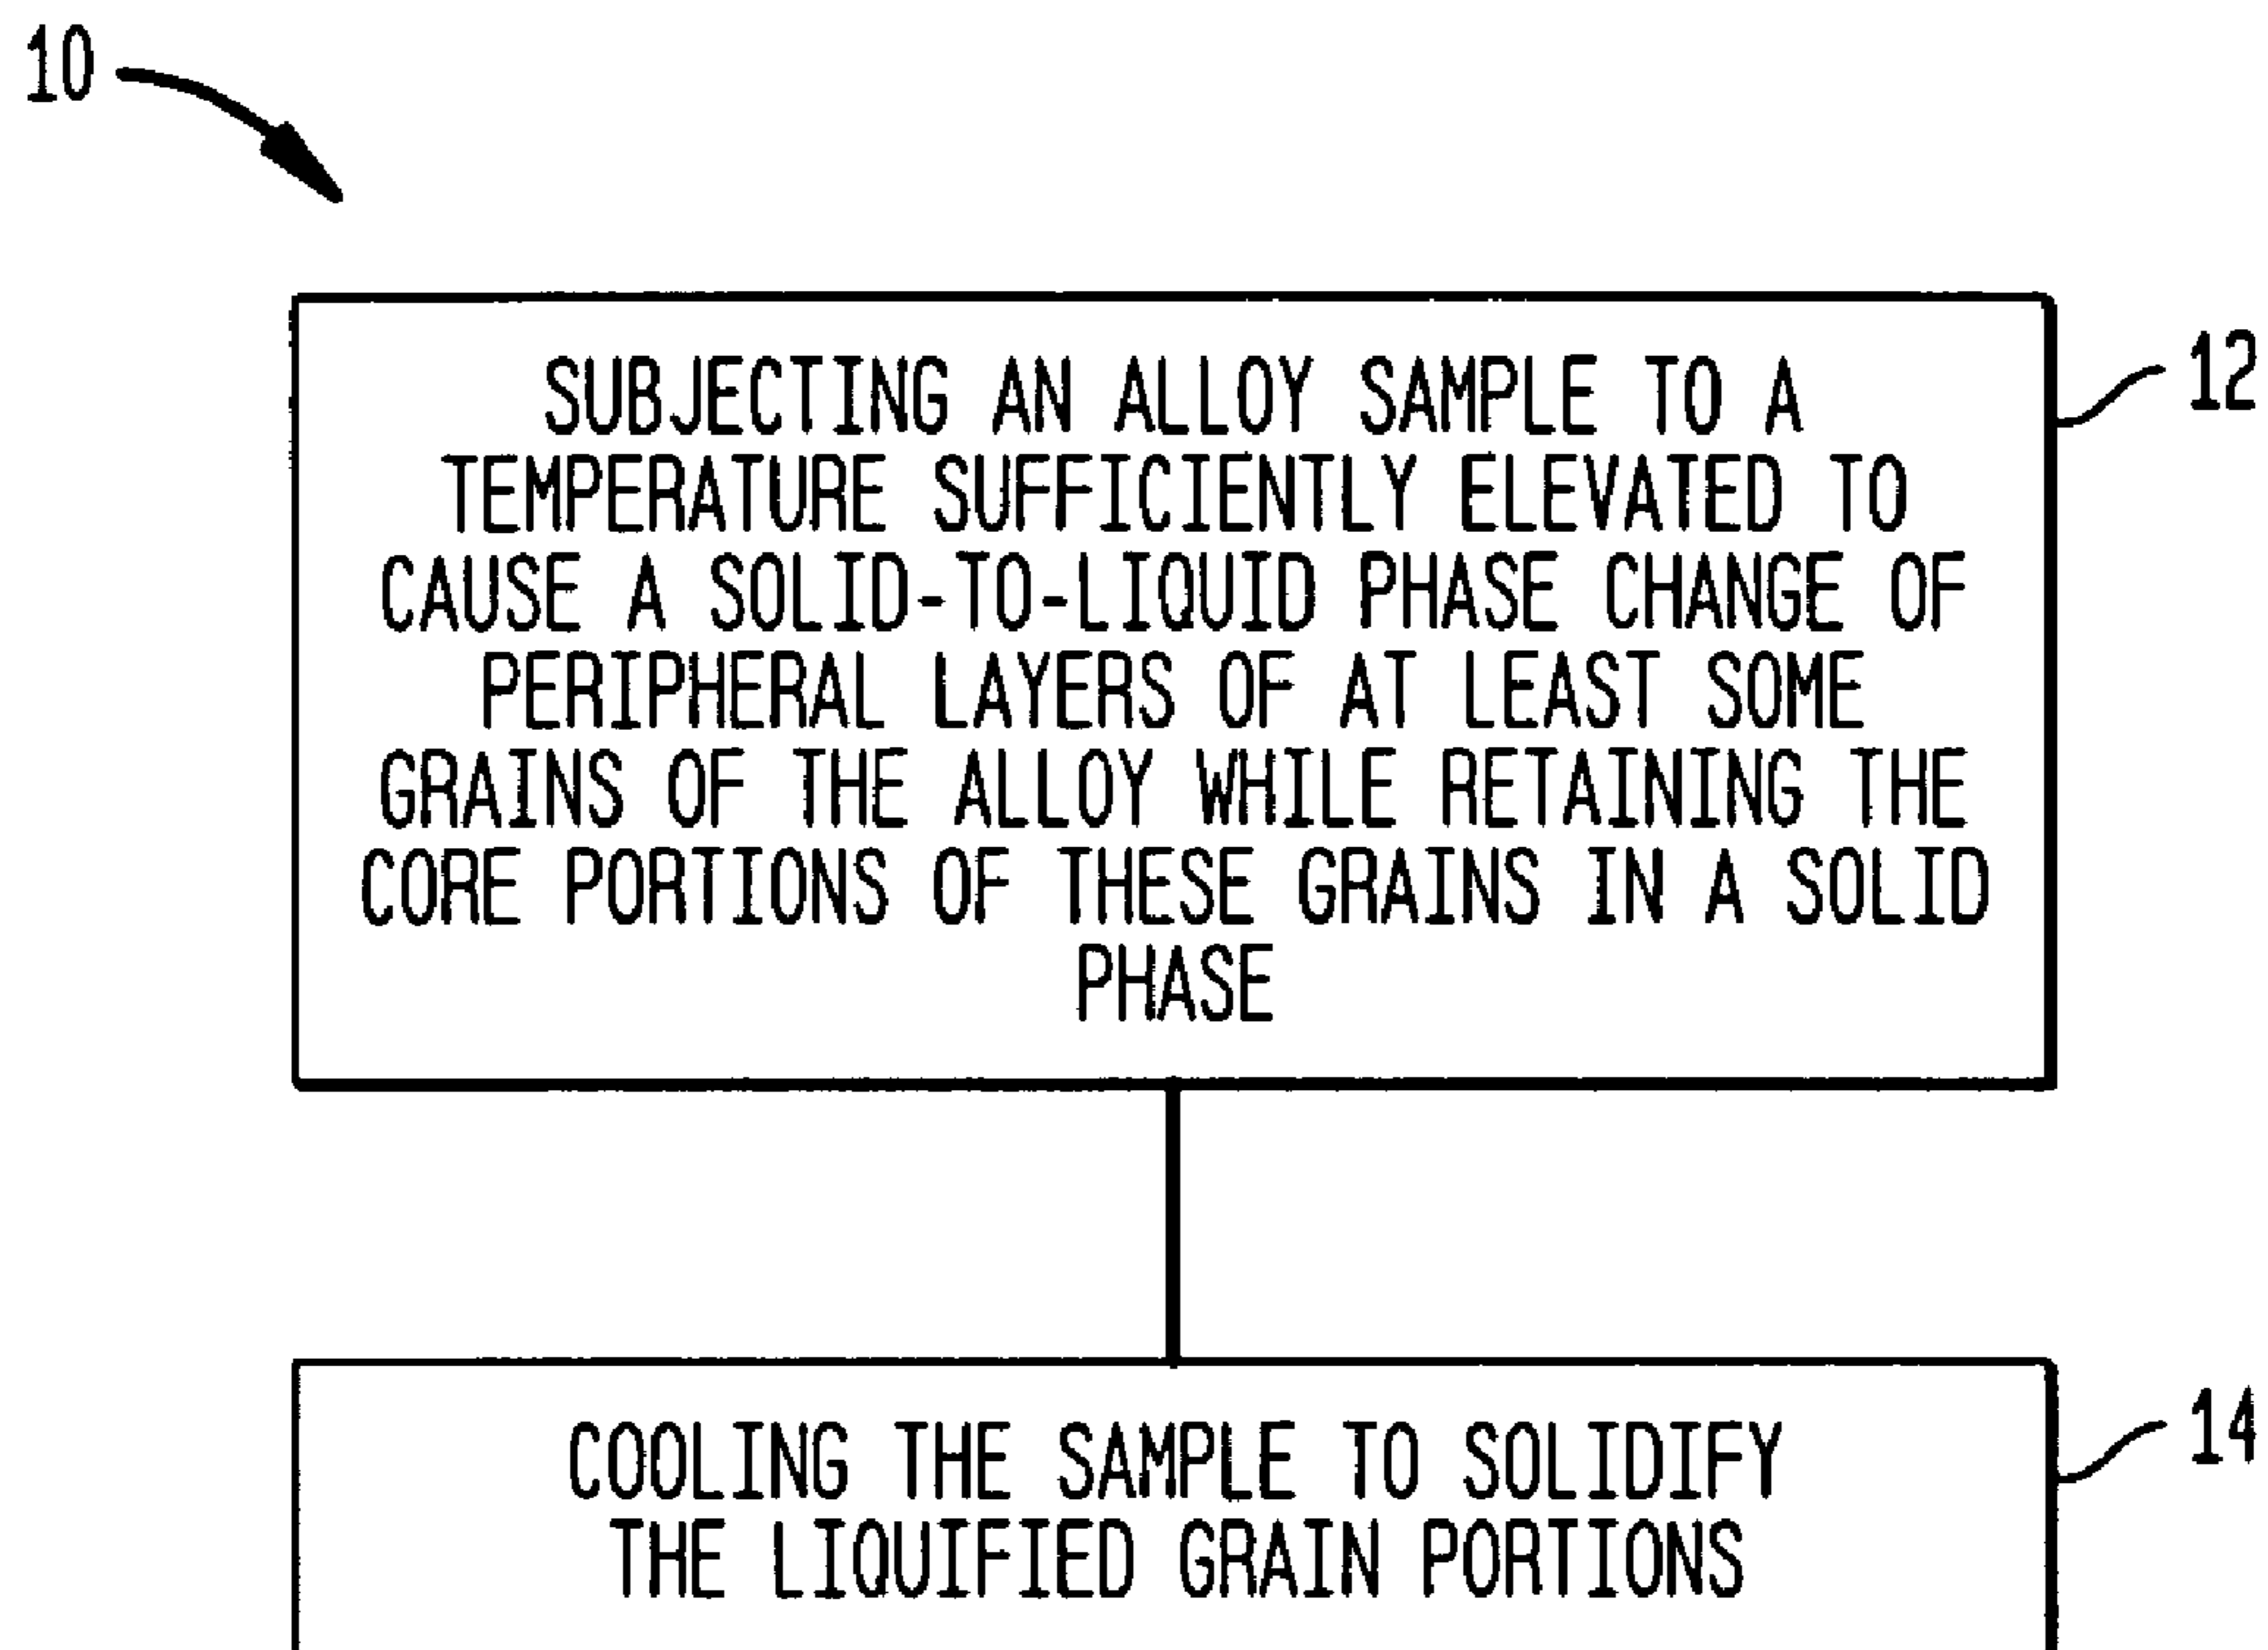 10
12
SUBJECTING AN ALLOY SAMPLE TO A
TEMPERATURE SUFFICIENTLY ELEVATED TO
CAUSE A SOLID-TO-LIQUID PHASE CHANGE OF
PERIPHERAL LAYERS OF AT LEAST SOME
GRAINS OF THE ALLOY WHILE RETAINING THE
CORE PORTIONS OF THESE GRAINS IN A SOLID
PHASE
14
COOLING THE SAMPLE TO SOLIDIFY
THE LIQUIFIED GRAIN PORTIONS